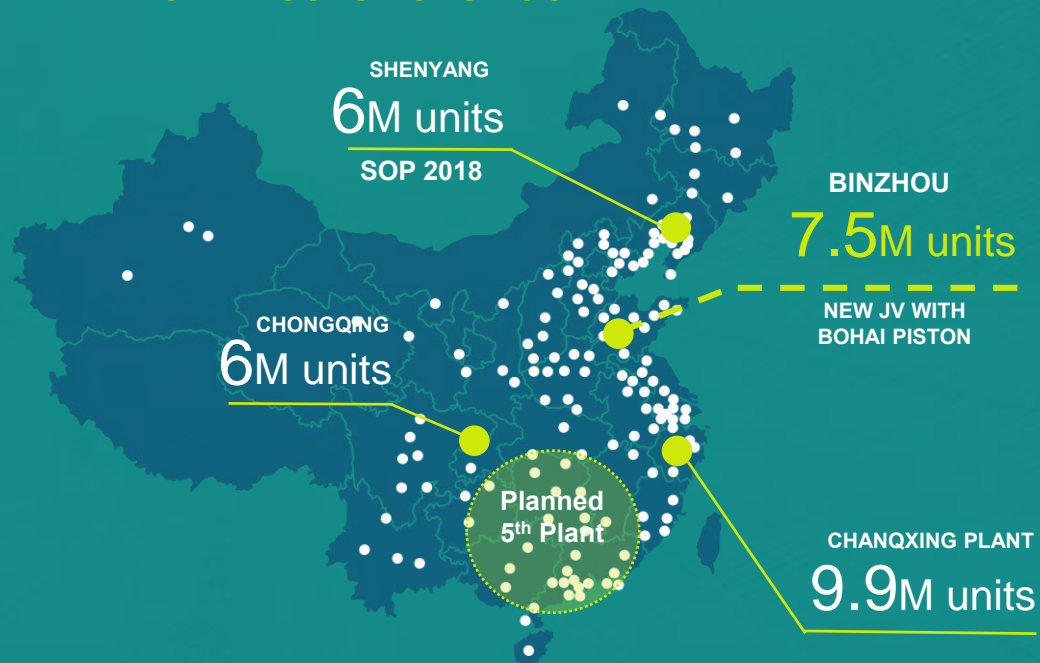 SHENYANG
6M units
SOP 2018
BINZHOU
7.5M units
NEW JV WITH
BOHAI PISTON
CHONGQING
6M units
Planned
5th Plant
CHANQXING PLANT
9.9M units